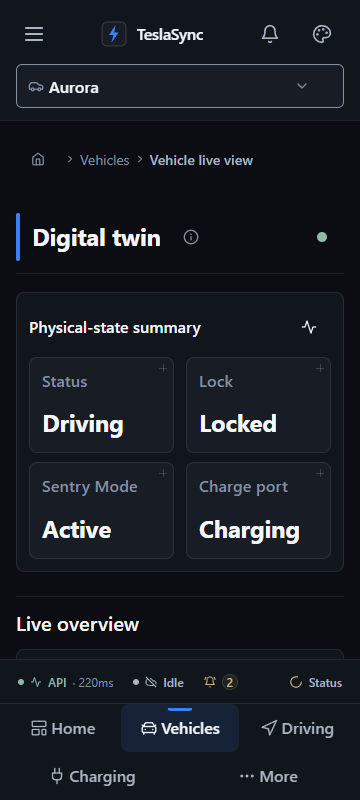 TeslaSync
Aurora
Vehicles
Vehicle live view
Digital twin
Physical-state summary
Status
Driving
Lock
Locked
Sentry Mode
Active
Charge port
Charging
Live overview
API · 220ms
Idle
2
Status
Home
Vehicles
Driving
Charging
More